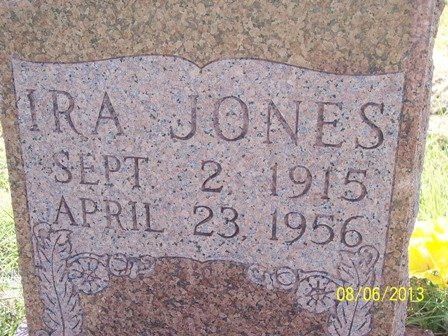 IRA JONES
SEPT. 2, 1915
APRIL 23, 1956
08/06/2013